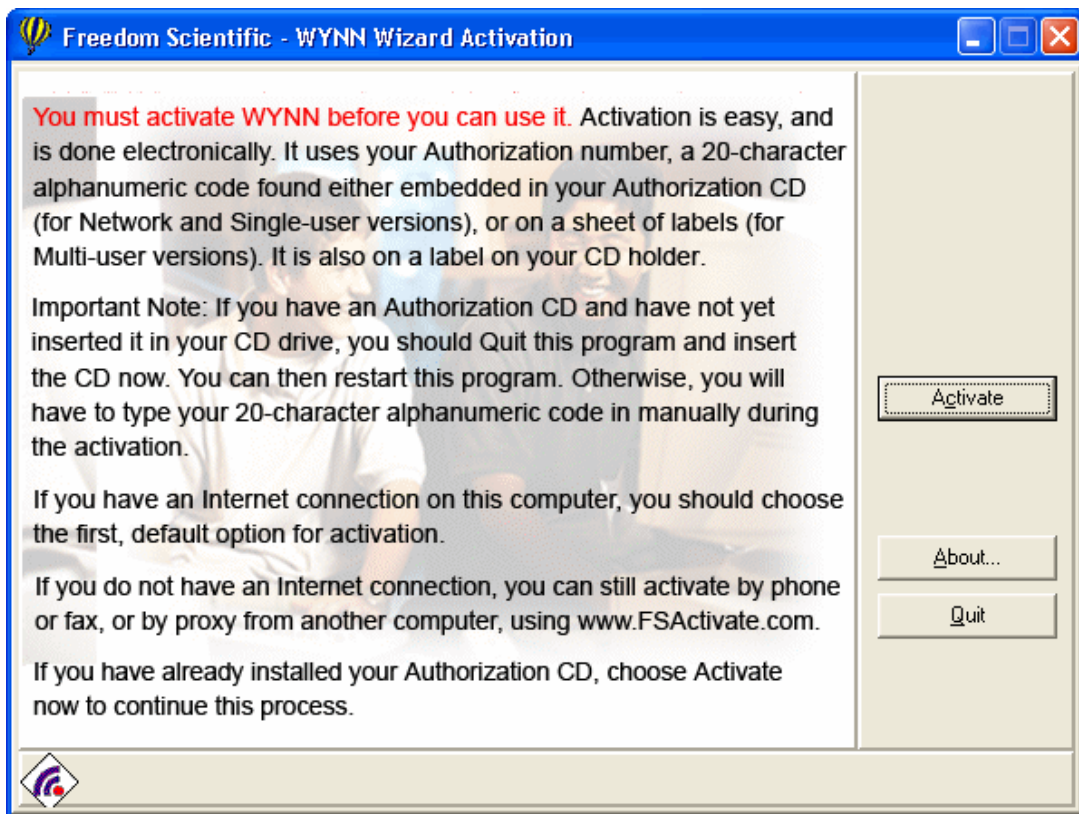 Freedom Scientific - WYNN Wizard Activation
You must activate WYNN before you can use it. Activation is easy, and
is done electronically. It uses your Authorization number, a 20-character
alphanumeric code found either embedded in your Authorization CD
(for Network and Single-user versions), or on a sheet of labels (for
Multi-user versions). It is also on a label on your CD holder.
Important Note: If you have an Authorization CD and have not yet
inserted it in your CD drive, you should Quit this program and insert
the CD now. You can then restart this program. Otherwise, you will
have to type your 20-character alphanumeric code in manually during
the activation.
If you have an Internet connection on this computer, you should choose
the first, default option for activation.
If you do not have an Internet connection, you can still activate by phone
or fax, or by proxy from another computer, using www.FSActivate.com.
If you have already installed your Authorization CD, choose Activate
now to continue this process.
Activate
About...
Quit